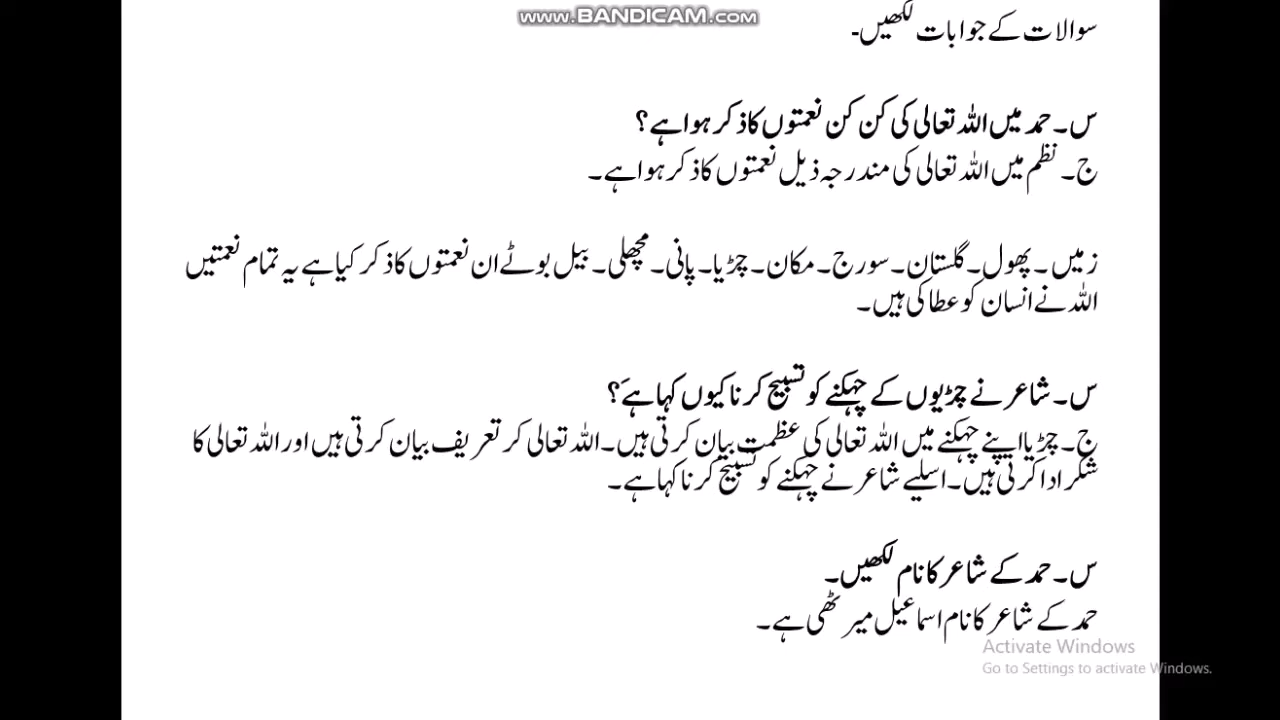 www.BANDICAM.com
سوالات کے جوابات لکھیں-
س۔ حمد میں اللہ تعالی کی کن کن نعمتوں کا ذکر ہوا ہے؟
ج۔ نظم میں اللہ تعالی کی مندرجہ ذیل نعمتوں کا ذکر ہوا ہے۔
زمیں۔ پھول۔ گلستان۔ سورج۔ مکان۔ چڑیا۔ پانی۔ مچھلی۔ بیل بوٹے ان نعمتوں کا ذکر کیا ہے یہ تمام نعمتیں
اللہ نے انسان کو عطا کی ہیں۔
س۔ شاعر نے چڑیوں کے چہکنے کو تسبیح کرنا کیوں کہا ہےَ؟
ج۔ چڑیا اپنے چہکنے میں اللہ تعالی کی عظمت بیان کرتی ہیں۔ اللہ تعالی کر تعریف بیان کرتی ہیں اور اللہ تعالی کا
شکر ادا کرتی ہیں۔ اسلیے شاعر نے چہکنے کو تسبیح کرنا کہا ہے۔
س۔ حمد کے شاعر کا نام لکھیں۔
حمد کے شاعر کا نام اسماعیل میرٹھی ہے۔
Activate Windows
Go to Settings to activate Windows.